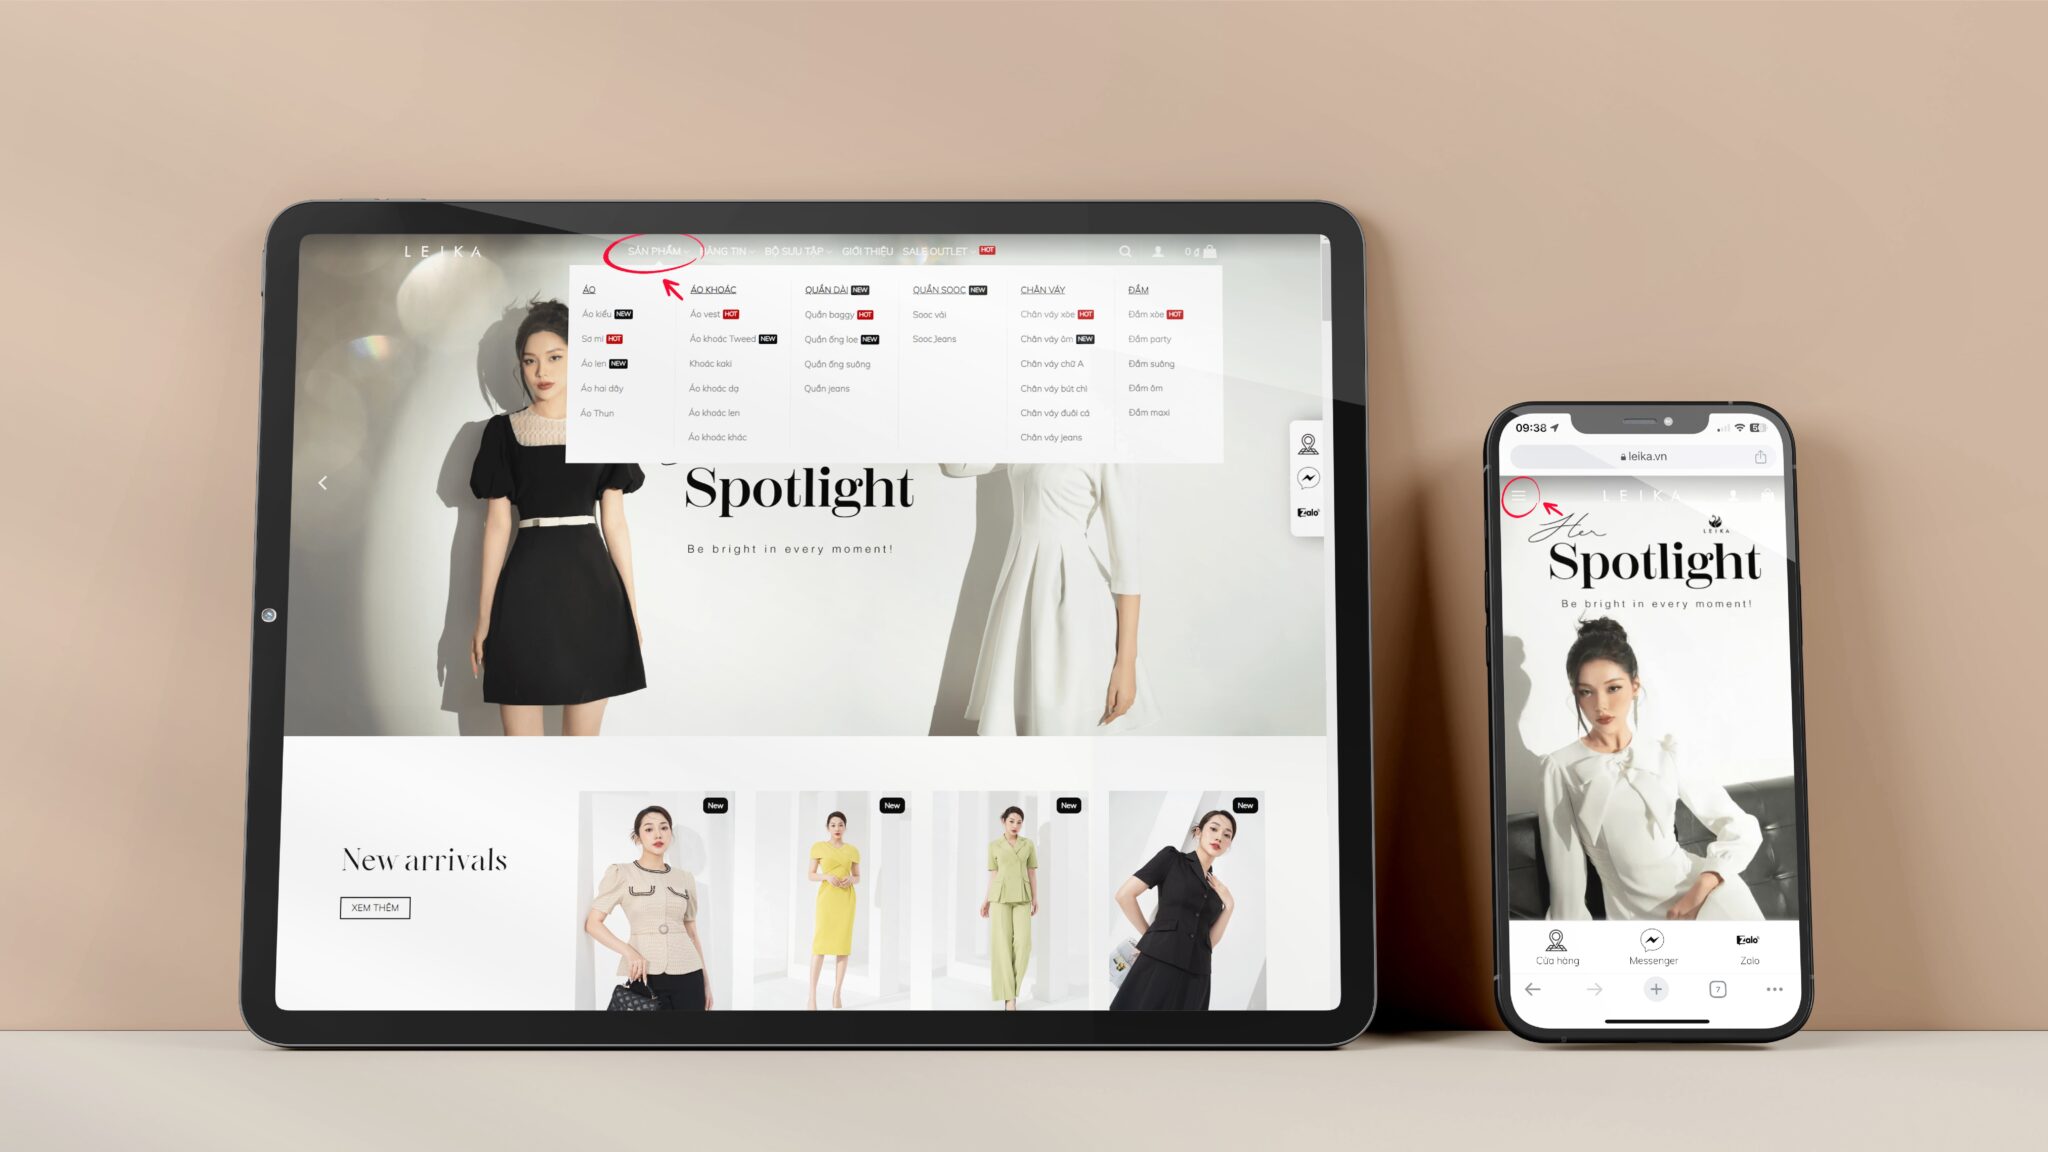 LEIKA
SẢN PHẨM
HÀNG TIN
BỘ SƯU TẬP
GIỚI THIỆU
SALE OUTLET HOT
0 ₫
ÁO
Áo kiểu NEW
Sơ mi HOT
Áo len NEW
Áo hai dây
Áo Thun
ÁO KHOÁC
Áo vest HOT
Áo khoác Tweed NEW
Khoác kaki
Áo khoác dạ
Áo khoác len
Áo khoác khác
QUẦN DÀI NEW
Quần baggy HOT
Quần ống loe NEW
Quần ống suông
Quần jeans
QUẦN SOOC NEW
Sooc vải
Sooc Jeans
CHÂN VÁY
Chân váy xòe HOT
Chân váy ôm NEW
Chân váy chữ A
Chân váy bút chì
Chân váy đuôi cá
Chân váy jeans
ĐẦM
Đầm xòe HOT
Đầm party
Đầm suông
Đầm ôm
Đầm maxi
Spotlight
Be bright in every moment!
Zalo
New arrivals
XEM THÊM
New
New
New
New
09:38
leika.vn
LEIKA
Her
LEIKA
Spotlight
Be bright in every moment!
Cửa hàng
Messenger
Zalo
Zalo
7